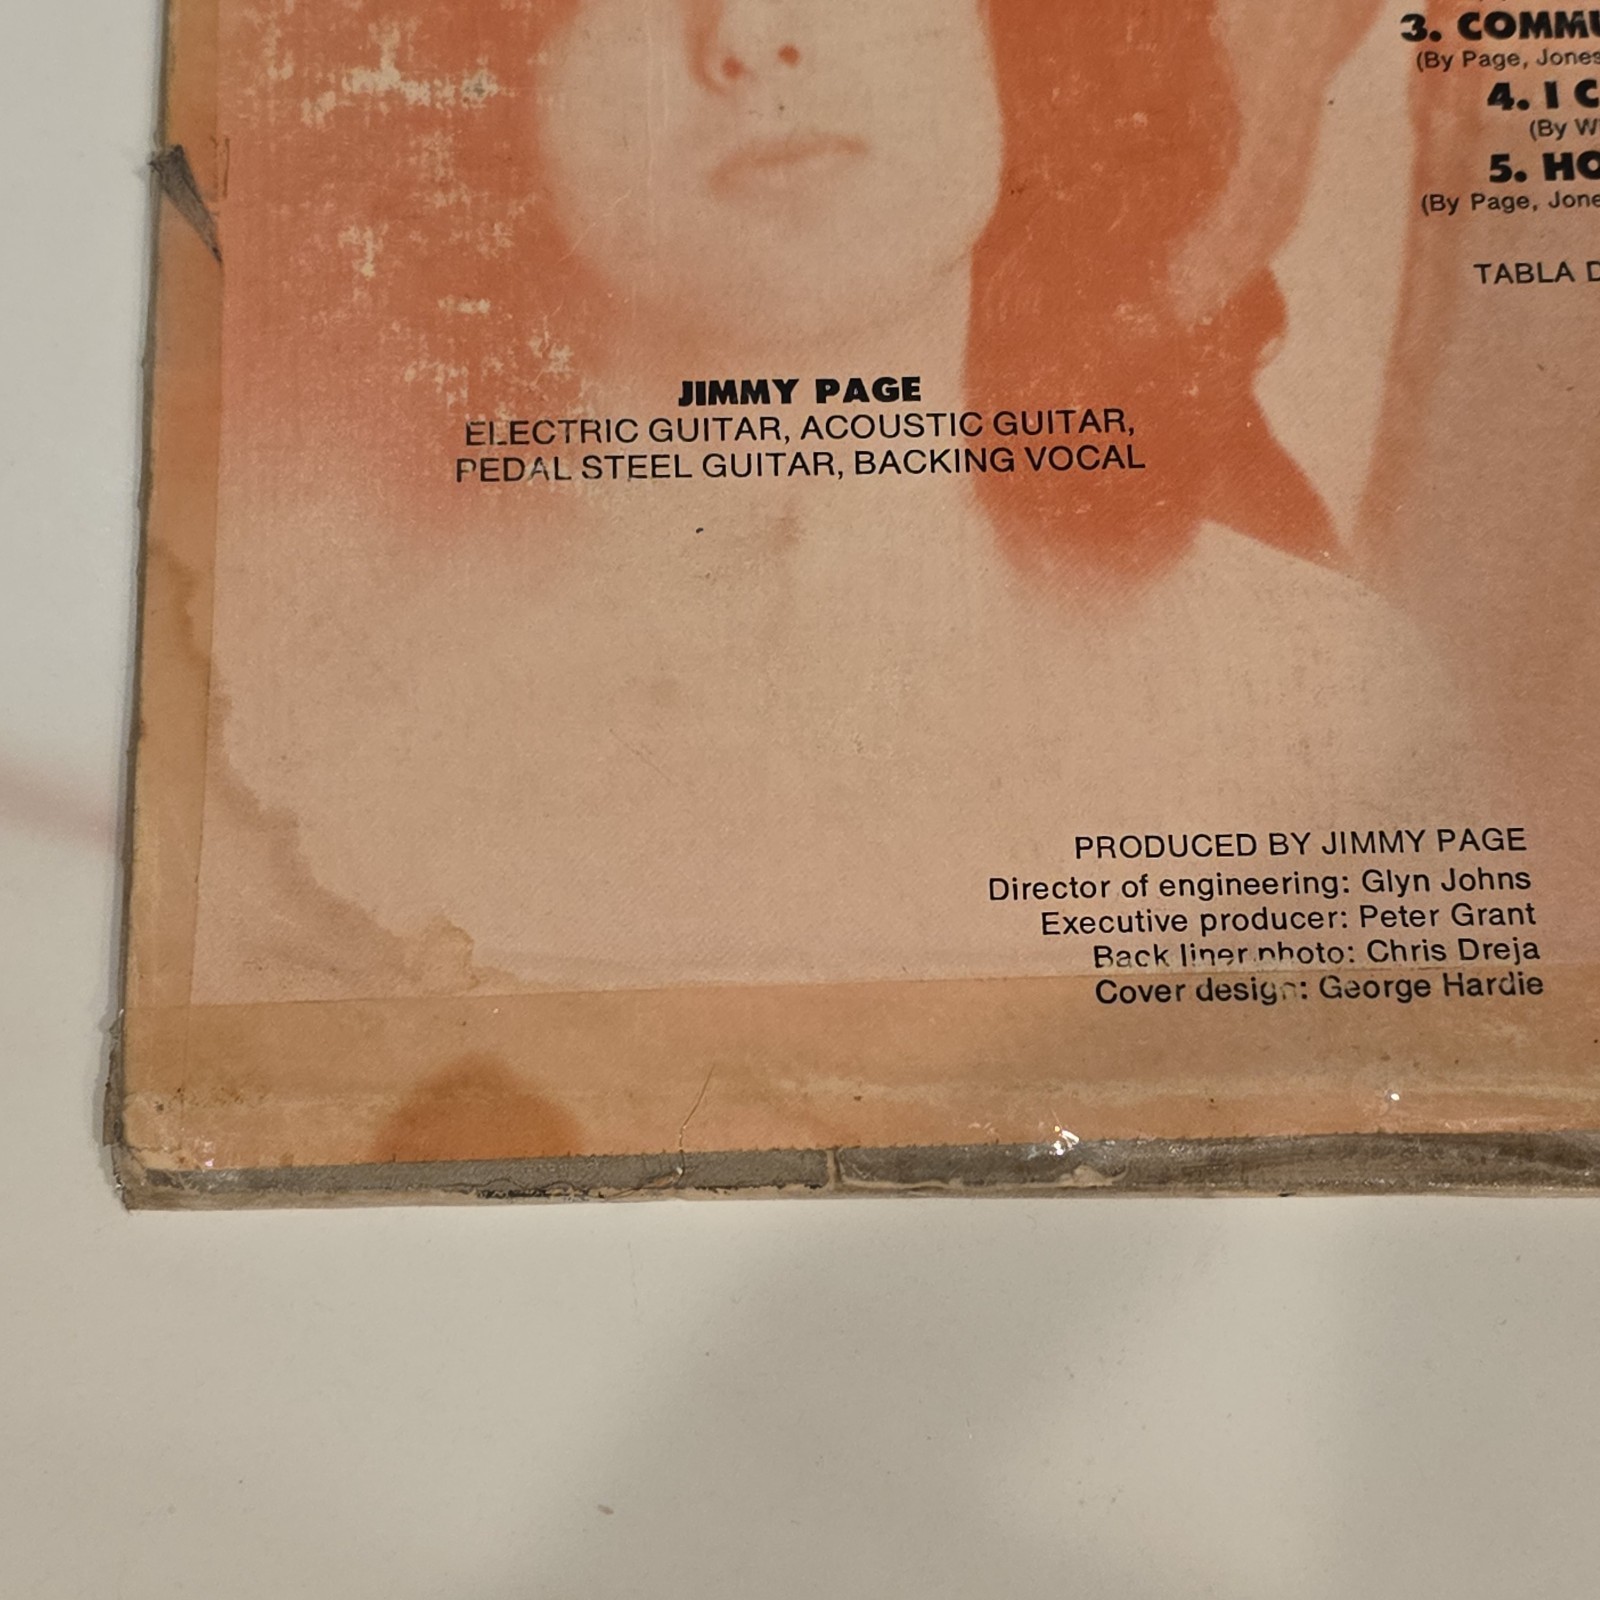 3. COMMU
(By Page, Jones
4. I C
(By W
5. HO
(By Page, Jone
TABLA D
JIMMY PAGE
ELECTRIC GUITAR, ACOUSTIC GUITAR,
PEDAL STEEL GUITAR, BACKING VOCAL
PRODUCED BY JIMMY PAGE
Director of engineering: Glyn Johns
Executive producer: Peter Grant
Back liner photo: Chris Dreja
Cover design: George Hardie